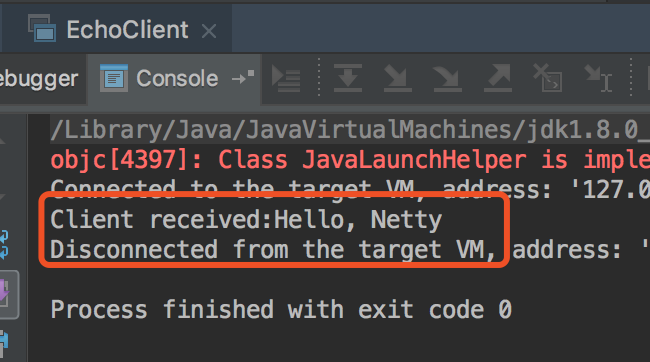 EchoClient
ebugger
Console
/Library/Java/JavaVirtualMachines/jdk1.8.0_
objc[4397]: Class JavaLaunchHelper is imple
Connected to the target VM, address: '127.0
Client received:Hello, Netty
Disconnected from the target VM, address: '
Process finished with exit code 0